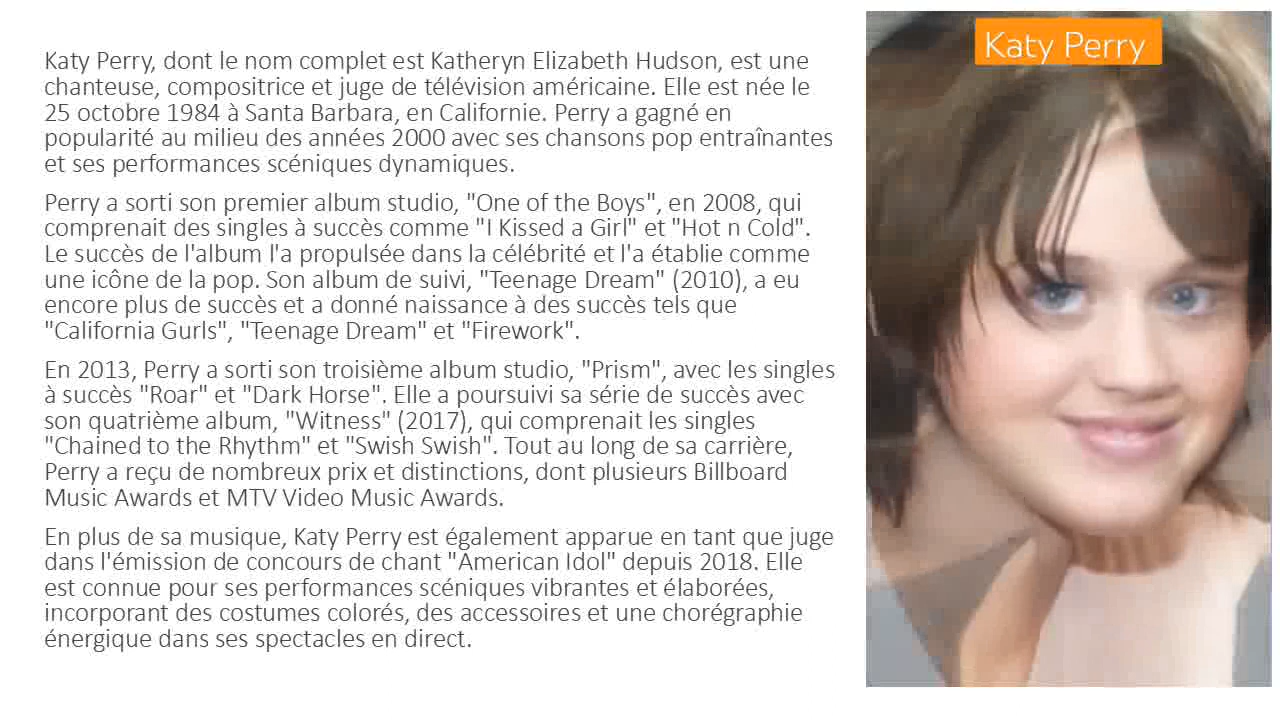 Katy Perry
Katy Perry, dont le nom complet est Katheryn Elizabeth Hudson, est une
chanteuse, compositrice et juge de télévision américaine. Elle est née le
25 octobre 1984 à Santa Barbara, en Californie. Perry a gagné en
popularité au milieu des années 2000 avec ses chansons pop entraînantes
et ses performances scéniques dynamiques.
Perry a sorti son premier album studio, "One of the Boys", en 2008, qui
comprenait des singles à succès comme "I Kissed a Girl" et "Hot n Cold".
Le succès de l'album l'a propulsée dans la célébrité et l'a établie comme
une icône de la pop. Son album de suivi, "Teenage Dream" (2010), a eu
encore plus de succès et a donné naissance à des succès tels que
"California Gurls", "Teenage Dream" et "Firework".
En 2013, Perry a sorti son troisième album studio, "Prism", avec les singles
à succès "Roar" et "Dark Horse". Elle a poursuivi sa série de succès avec
son quatrième album, "Witness" (2017), qui comprenait les singles
"Chained to the Rhythm" et "Swish Swish". Tout au long de sa carrière,
Perry a reçu de nombreux prix et distinctions, dont plusieurs Billboard
Music Awards et MTV Video Music Awards.
En plus de sa musique, Katy Perry est également apparue en tant que juge
dans l'émission de concours de chant "American Idol" depuis 2018. Elle
est connue pour ses performances scéniques vibrantes et élaborées,
incorporant des costumes colorés, des accessoires et une chorégraphie
énergique dans ses spectacles en direct.